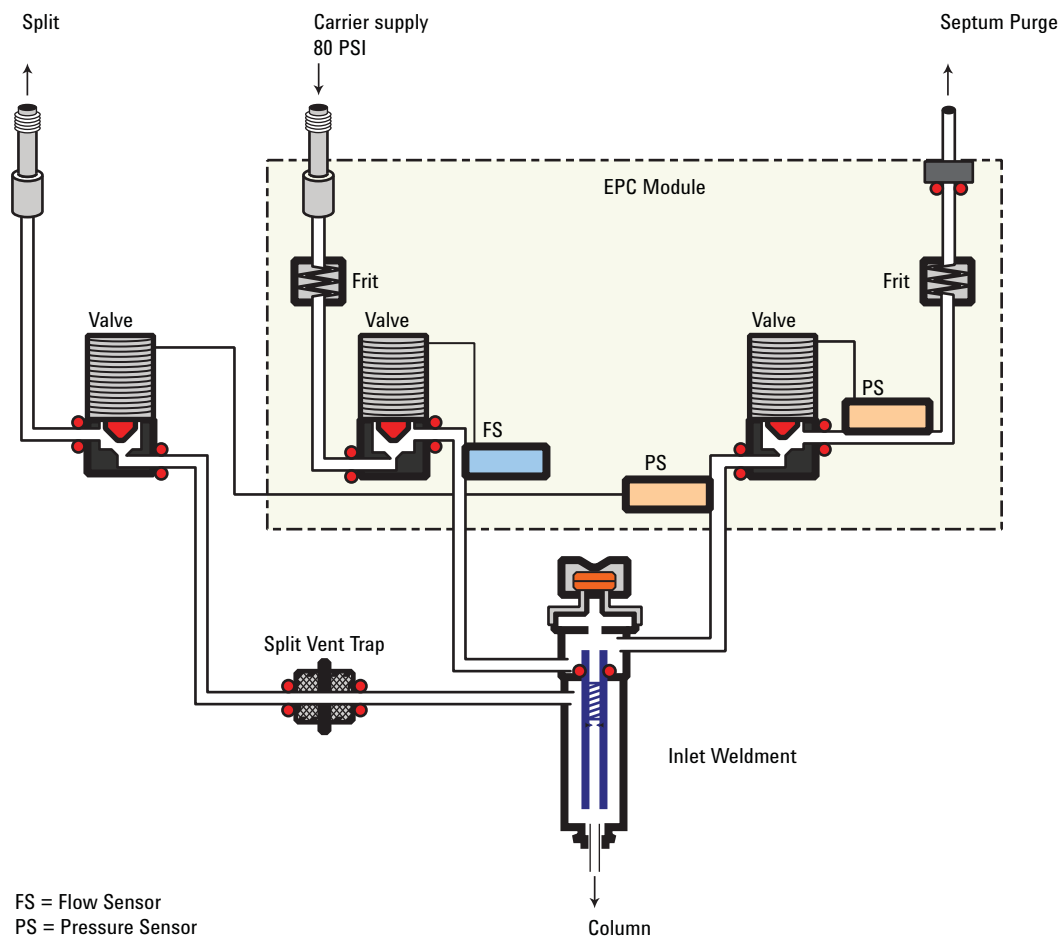 Split
Carrier supply
80 PSI
Septum Purge
EPC Module
Frit
Frit
Valve
Valve
Valve
PS
FS
PS
Split Vent Trap
Inlet Weldment
FS = Flow Sensor
PS = Pressure Sensor
Column